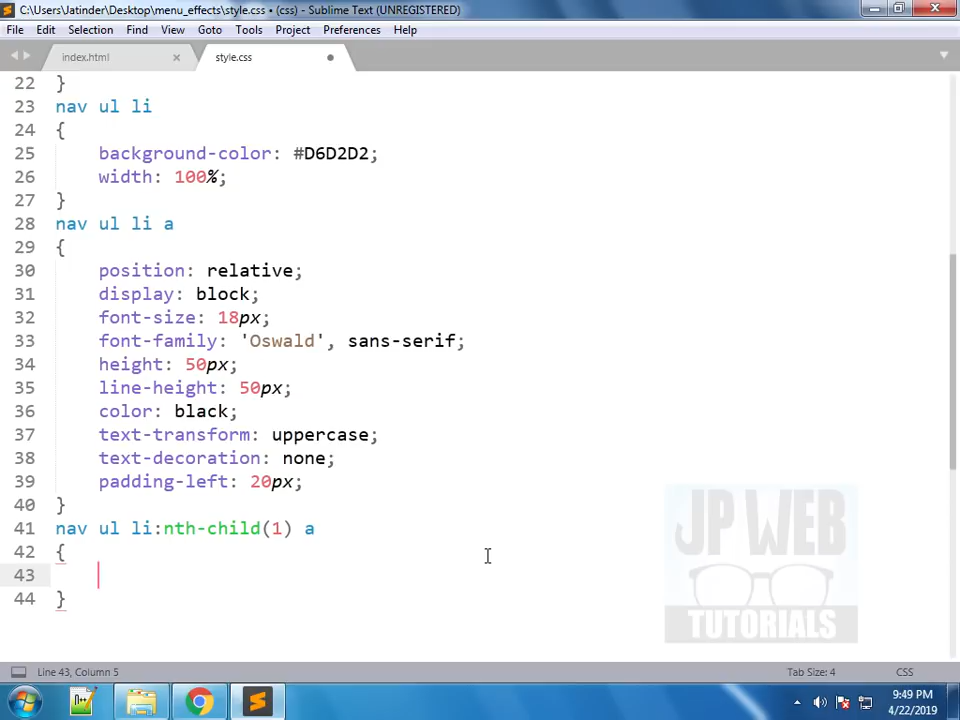 C:\Users\Jatinder\Desktop\menu_effects\style.css • (css) - Sublime Text (UNREGISTERED)
File Edit Selection Find View Goto Tools Project Preferences Help
index.html style.css
22 }
23 nav ul li
24 {
25 background-color: #D6D2D2;
26 width: 100%;
27 }
28 nav ul li a
29 {
30 position: relative;
31 display: block;
32 font-size: 18px;
33 font-family: 'Oswald', sans-serif;
34 height: 50px;
35 line-height: 50px;
36 color: black;
37 text-transform: uppercase;
38 text-decoration: none;
39 padding-left: 20px;
40 }
41 nav ul li:nth-child(1) a
42 {
43
44 }
JP WEB
TUTORIALS
Line 43, Column 5 Tab Size: 4 CSS
9:49 PM
4/22/2019